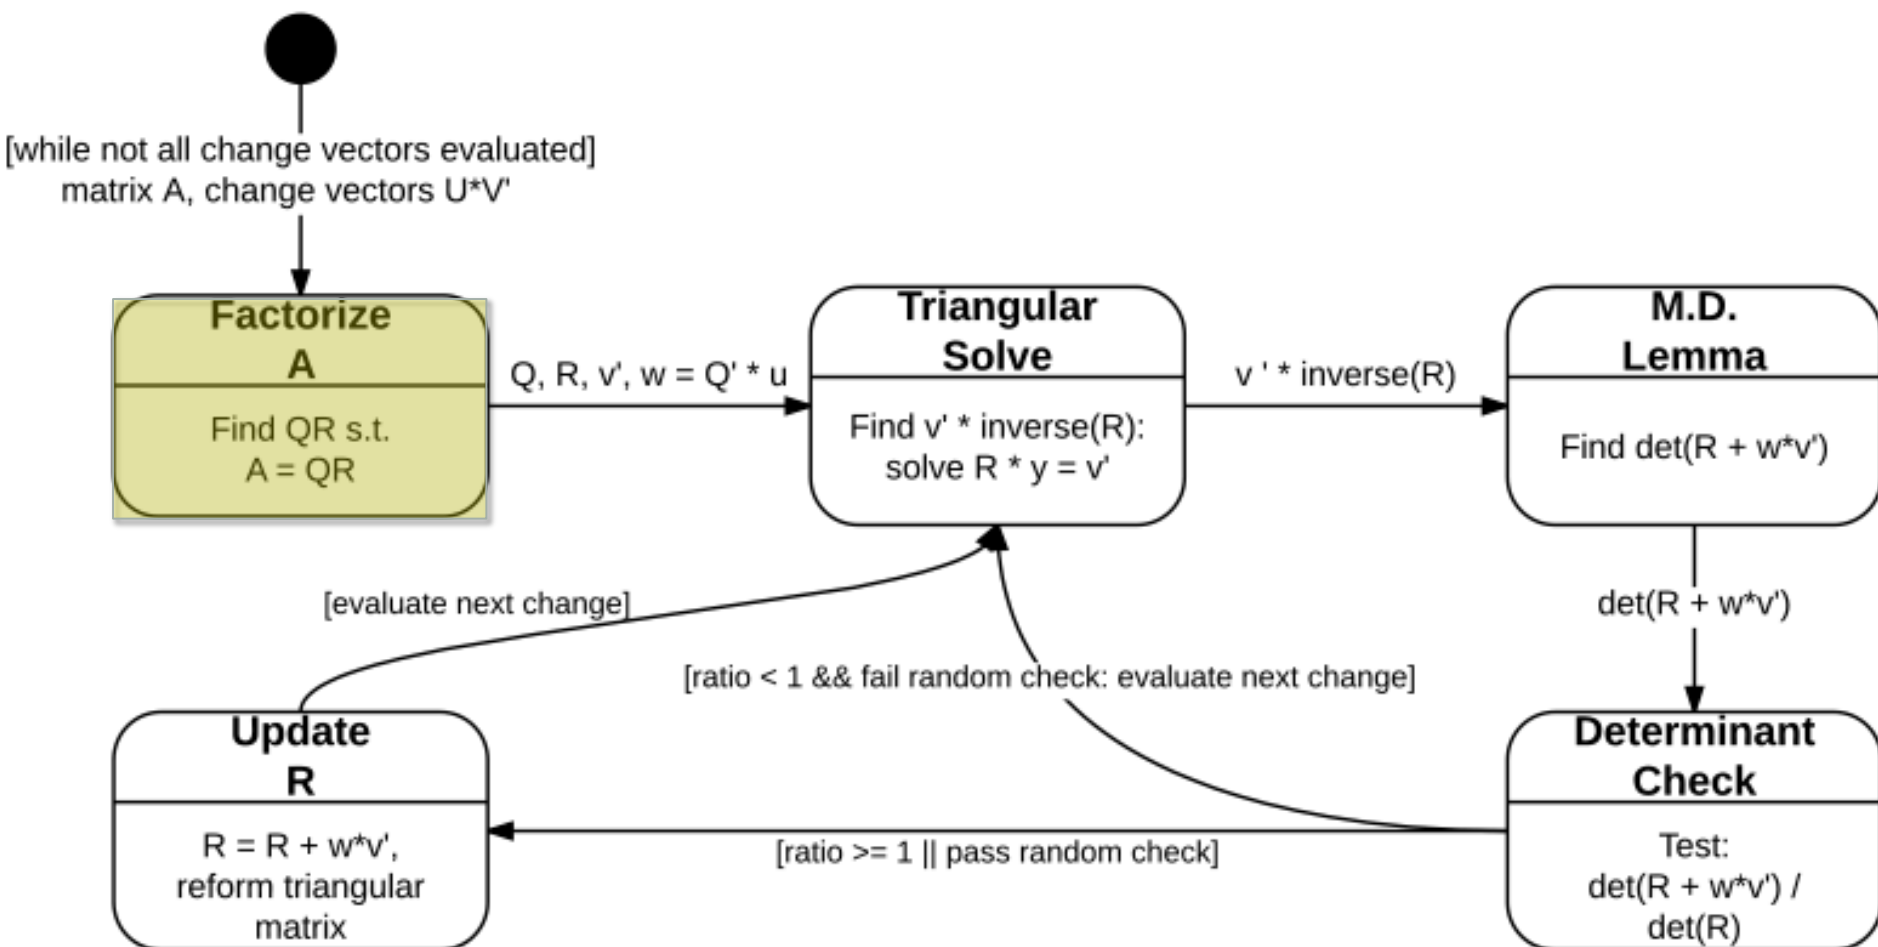 [while not all change vectors evaluated]
matrix A, change vectors U*V'
Factorize
A
Find QR s.t.
A = QR
Q, R, v', w = Q' * u
Triangular
Solve
Find v' * inverse(R):
solve R * y = v'
v ' * inverse(R)
M.D.
Lemma
Find det(R + w*v')
det(R + w*v')
[evaluate next change]
[ratio < 1 && fail random check: evaluate next change]
Update
R
R = R + w*v',
reform triangular
matrix
[ratio >= 1 || pass random check]
Determinant
Check
Test:
det(R + w*v') /
det(R)